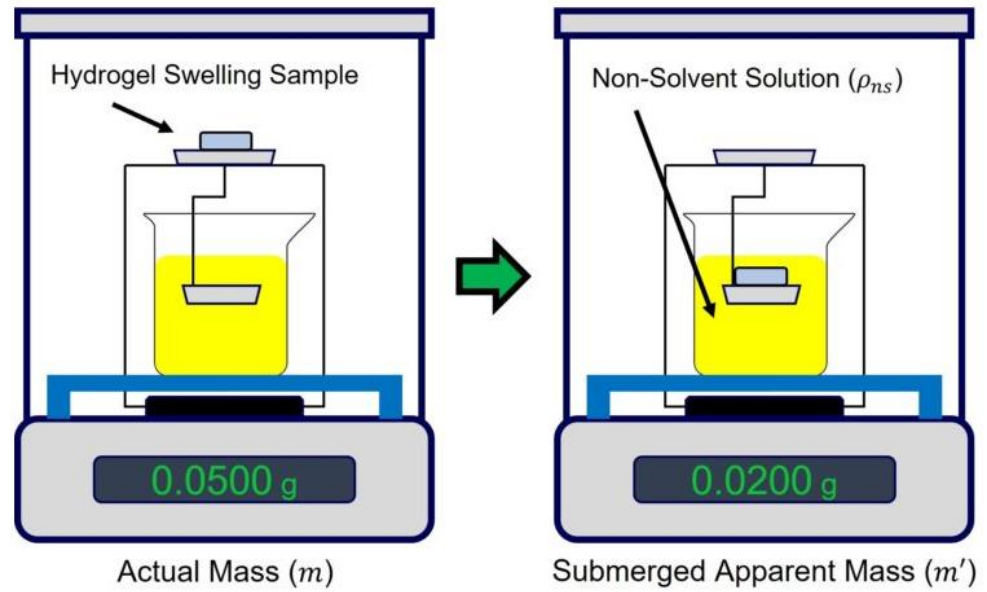 Hydrogel Swelling Sample
Non-Solvent Solution (ρₙₛ)
0.0500 g
0.0200 g
Actual Mass (m)
Submerged Apparent Mass (m′)